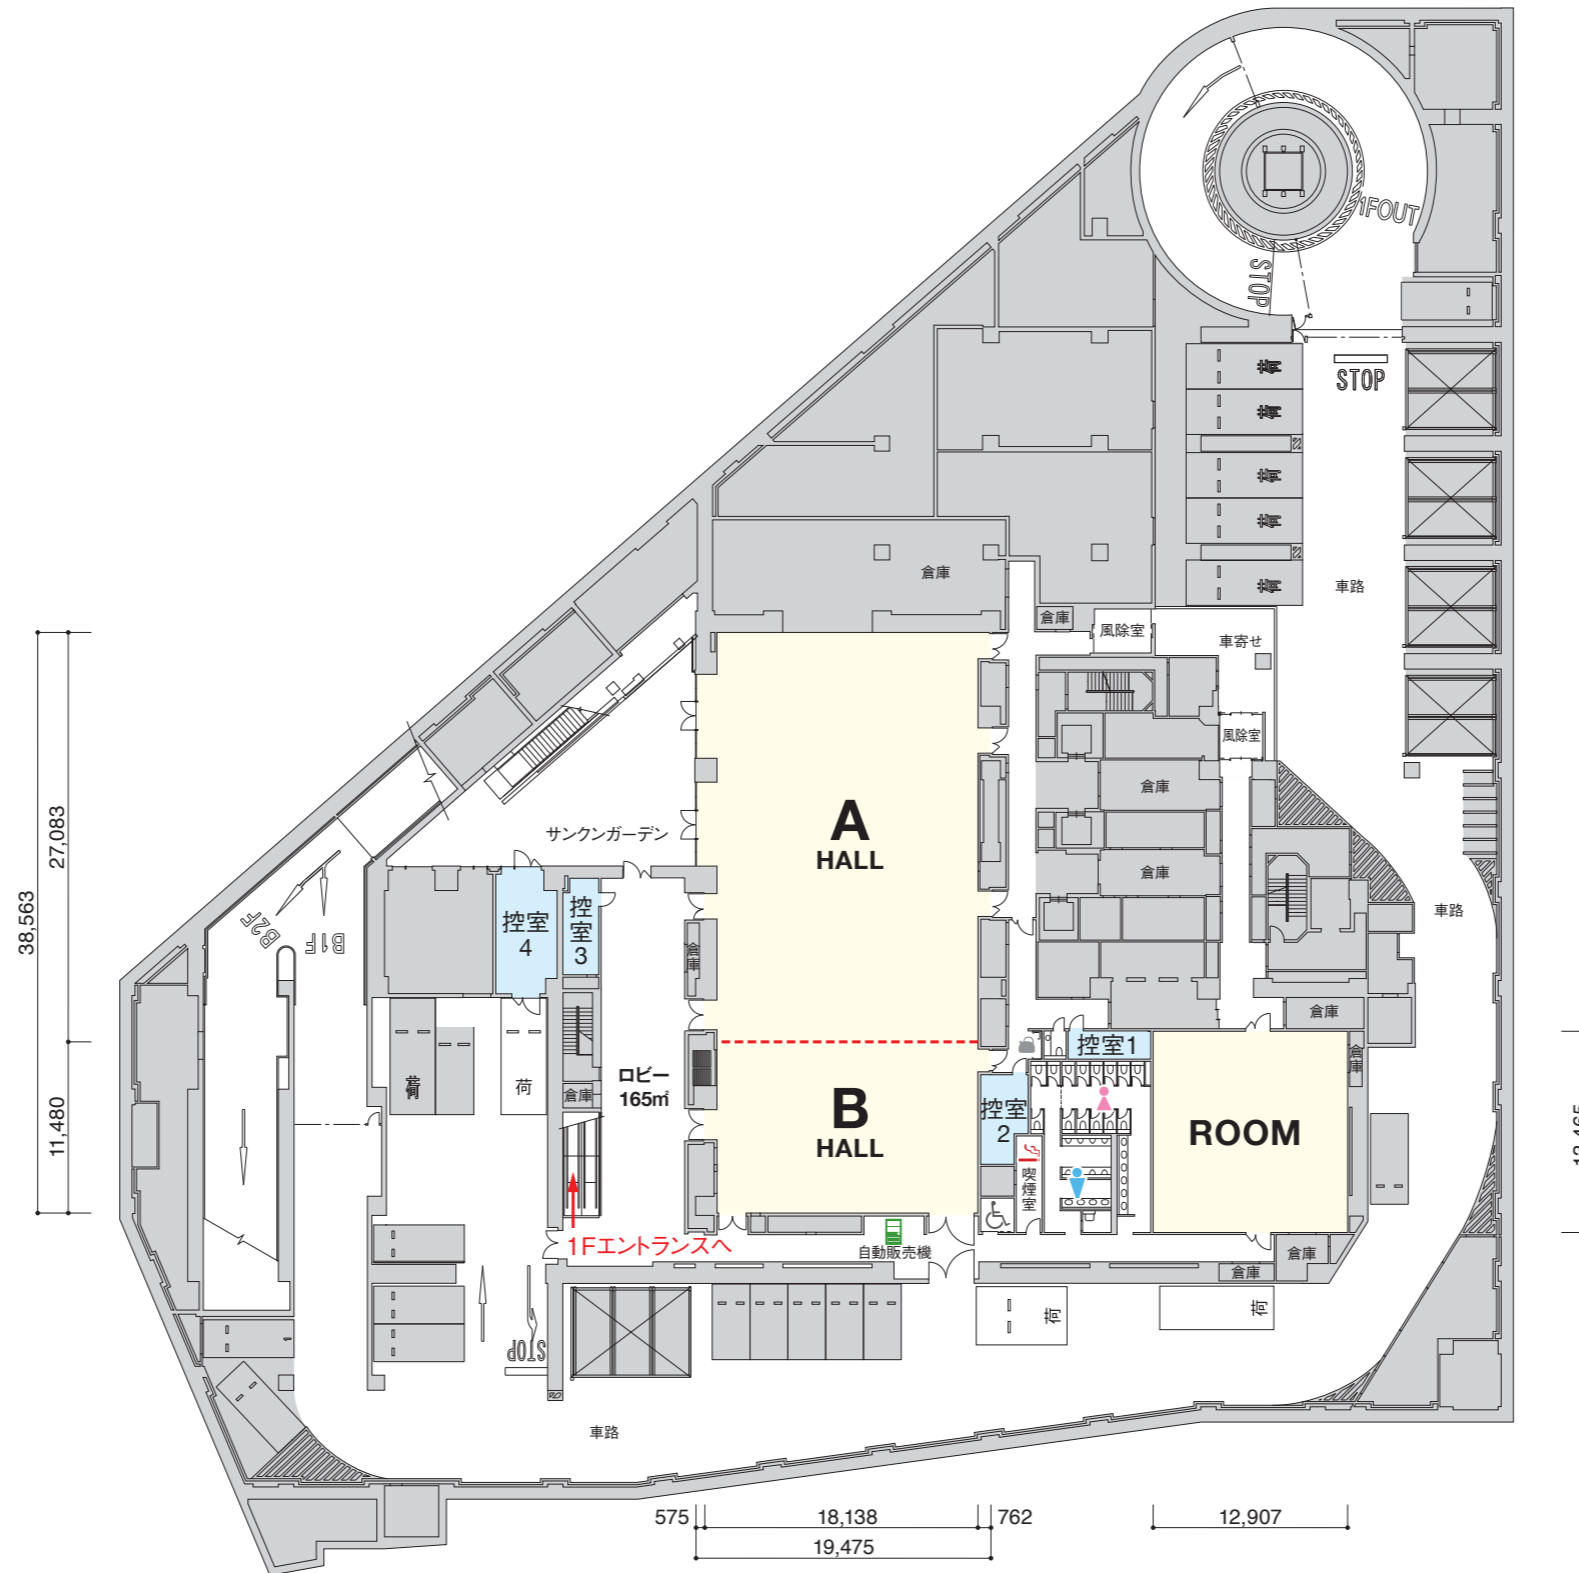 1FOUT
STOP
STOP
荷
荷
荷
荷
荷
車路
倉庫
倉庫
風除室
車寄せ
風除室
倉庫
倉庫
サンクンガーデン
A
HALL
27,083
38,563
11,480
B2F
B1F
控室
4
控
室
3
倉庫
車路
倉庫
倉庫
控室1
荷
荷
倉庫
ロビー
165㎡
B
HALL
控室
2
喫煙室
ROOM
1Fエントランスへ
自動販売機
倉庫
倉庫
STOP
荷
荷
車路
575
18,138
762
19,475
12,907